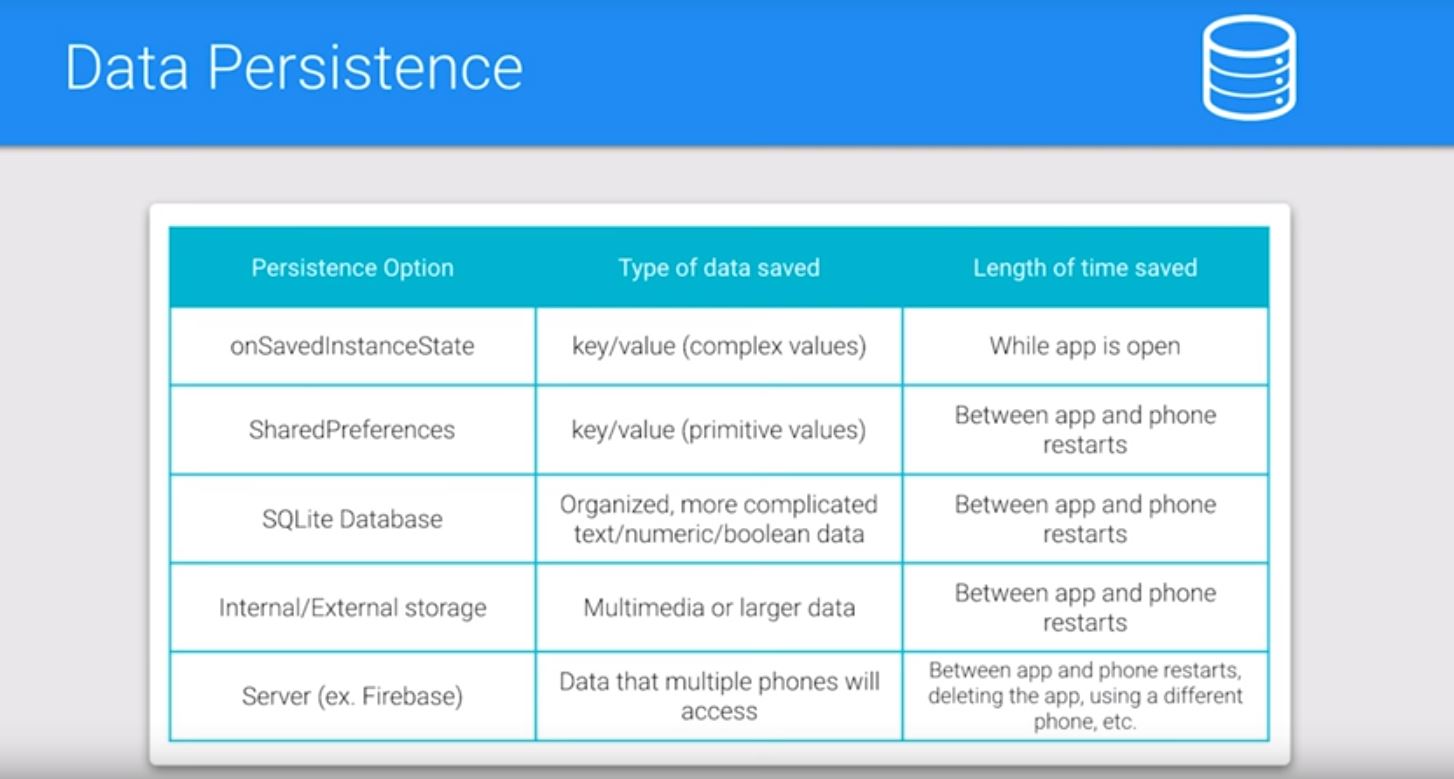 Data Persistence
Persistence Option
Type of data saved
Length of time saved
onSavedInstanceState
key/value (complex values)
While app is open
SharedPreferences
key/value (primitive values)
Between app and phone
restarts
SQLite Database
Organized, more complicated
text/numeric/boolean data
Between app and phone
restarts
Internal/External storage
Multimedia or larger data
Between app and phone
restarts
Server (ex. Firebase)
Data that multiple phones will
access
Between app and phone restarts,
deleting the app, using a different
phone, etc.